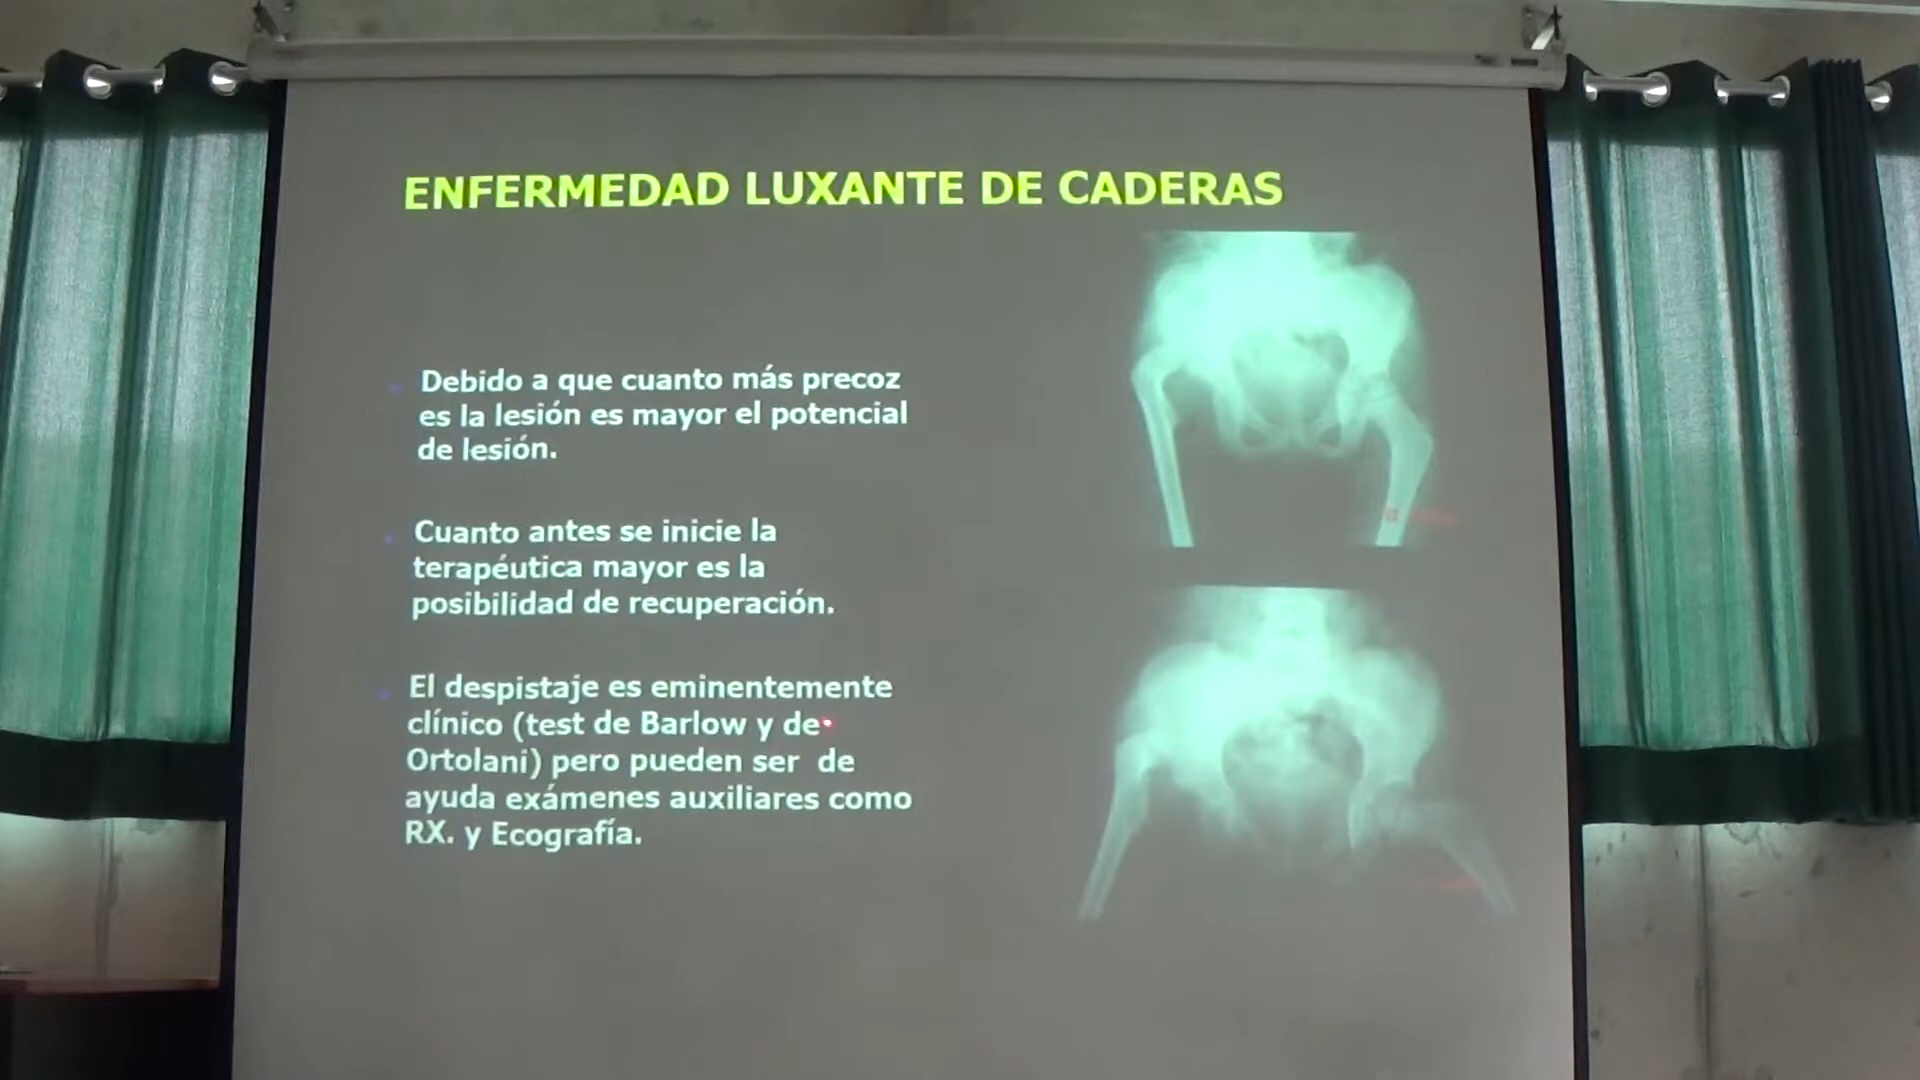 ENFERMEDAD LUXANTE DE CADERAS
Debido a que cuanto más precoz
es la lesión es mayor el potencial
de lesión.
Cuanto antes se inicie la
terapéutica mayor es la
posibilidad de recuperación.
El despistaje es eminentemente
clínico (test de Barlow y de
Ortolani) pero pueden ser de
ayuda exámenes auxiliares como
RX. y Ecografía.